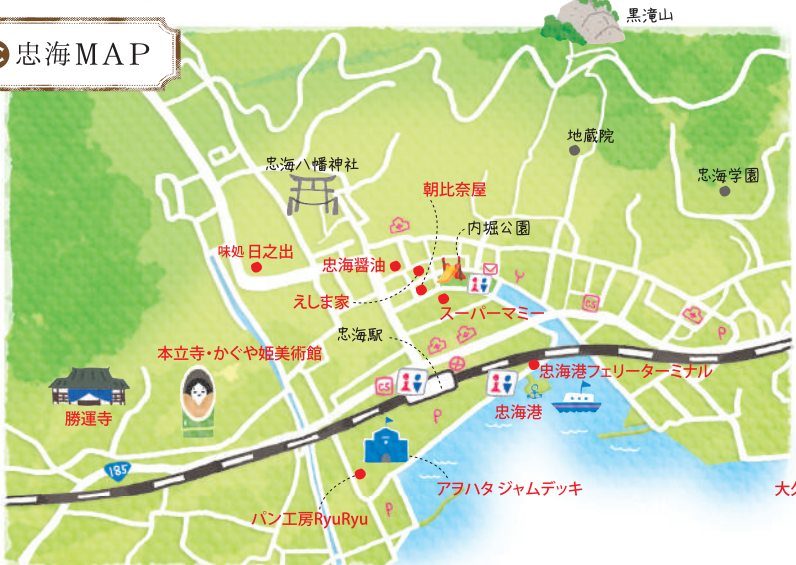 黒滝山
忠海MAP
地蔵院
忠海八幡神社
忠海学園
朝比奈屋
内堀公園
味処 日之出
忠海醤油
えしま家
スーパーマミー
忠海駅
本立寺・かぐや姫美術館
忠海港フェリーターミナル
GS
GS
勝運寺
忠海港
P
P
185
アヲハタ ジャムデッキ
パン工房RyuRyu
P